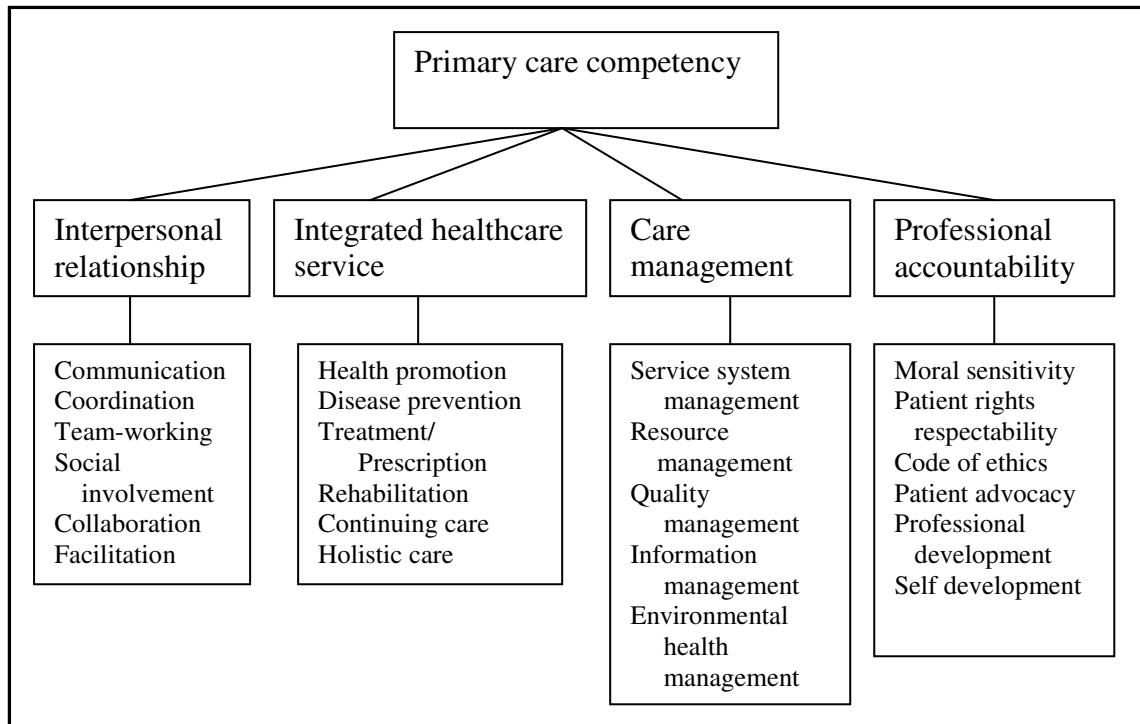 Primary care competency
Interpersonal
relationship
Integrated healthcare
service
Care
management
Professional
accountability
Communication
Coordination
Team-working
Social
involvement
Collaboration
Facilitation
Health promotion
Disease prevention
Treatment/
Prescription
Rehabilitation
Continuing care
Holistic care
Service system
management
Resource
management
Quality
management
Information
management
Environmental
health
management
Moral sensitivity
Patient rights
respectability
Code of ethics
Patient advocacy
Professional
development
Self development